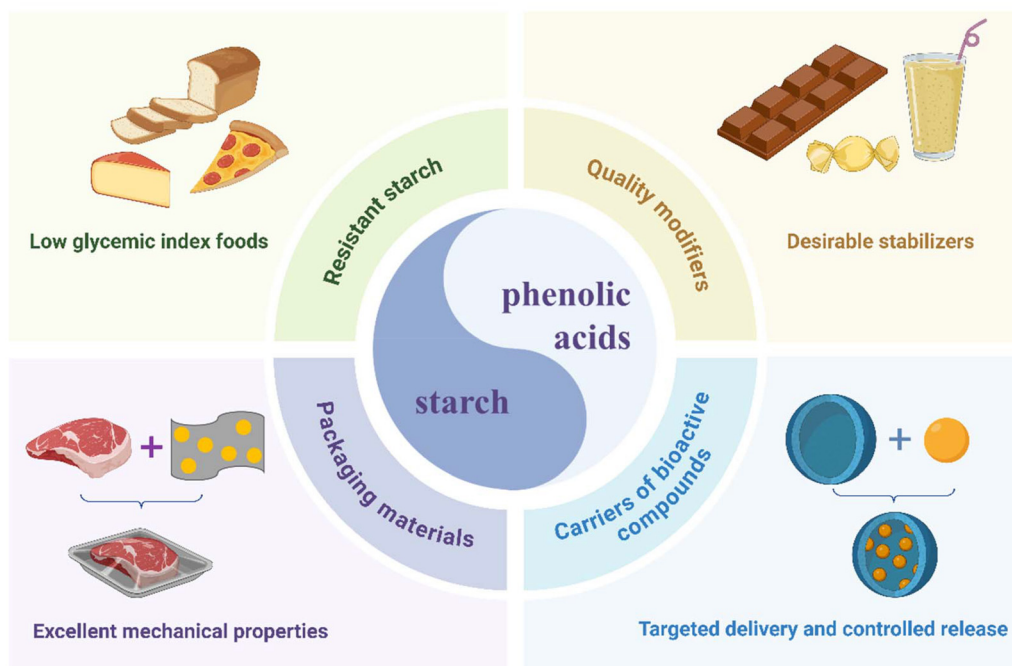 Resistant starch
Quality modifiers
Low glycemic index foods
Desirable stabilizers
phenolic
acids
starch
Packaging materials
Carriers of bioactive
compounds
Excellent mechanical properties
Targeted delivery and controlled release